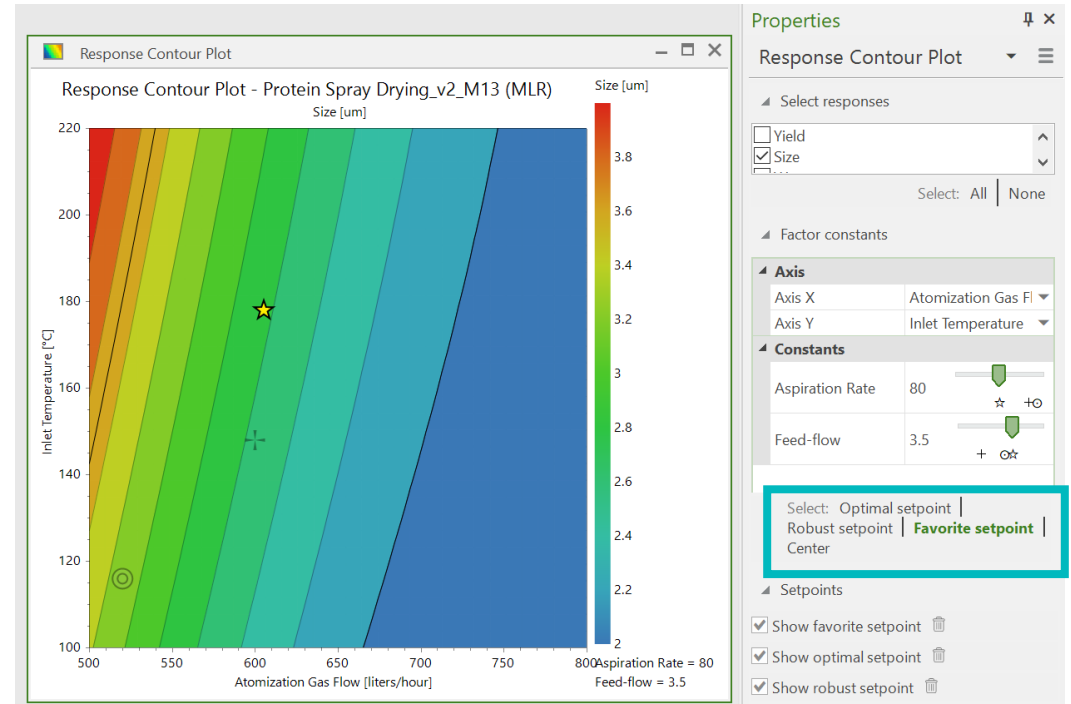 Properties
Response Contour Plot
Response Contour Plot
Response Contour Plot - Protein Spray Drying_v2_M13 (MLR)
Size [um]
Size [um]
220
200
180
160
140
120
100
Inlet Temperature [°C]
500 550 600 650 700 750 800
Atomization Gas Flow [liters/hour]
3.8
3.6
3.4
3.2
3
2.8
2.6
2.4
2.2
2
Aspiration Rate = 80
Feed-flow = 3.5
Select responses
Yield
Size
Select: All | None
Factor constants
Axis
Axis X Atomization Gas Fl
Axis Y Inlet Temperature
Constants
Aspiration Rate 80
Feed-flow 3.5
Select: Optimal setpoint |
Robust setpoint | Favorite setpoint |
Center
Setpoints
Show favorite setpoint
Show optimal setpoint
Show robust setpoint